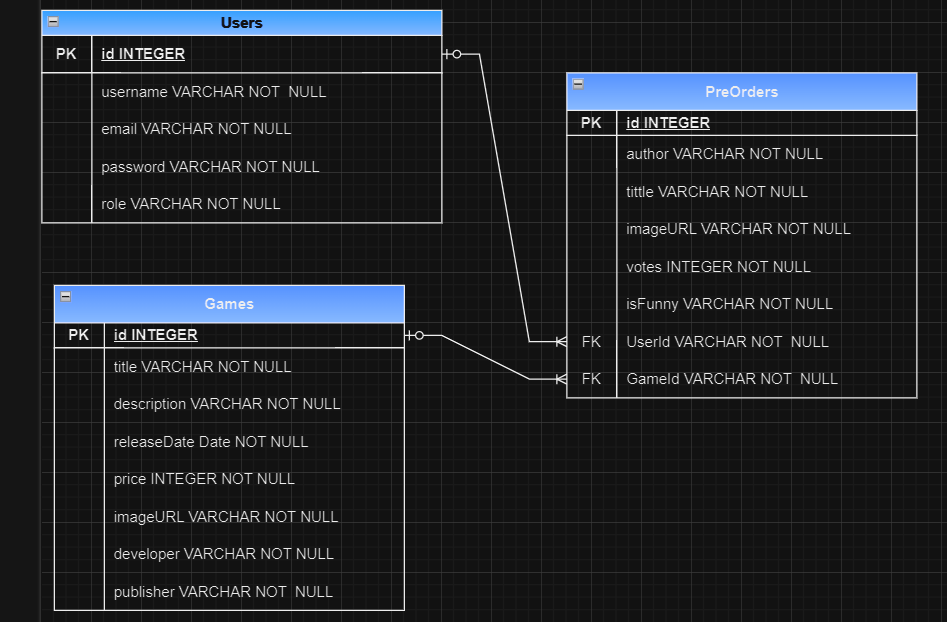 Users
PK id INTEGER
username VARCHAR NOT  NULL
email VARCHAR NOT NULL
password VARCHAR NOT NULL
role VARCHAR NOT NULL
PreOrders
PK id INTEGER
author VARCHAR NOT NULL
tittle VARCHAR NOT NULL
imageURL VARCHAR NOT NULL
votes INTEGER NOT NULL
isFunny VARCHAR NOT NULL
FK UserId VARCHAR NOT  NULL
FK GameId VARCHAR NOT  NULL
Games
PK id INTEGER
title VARCHAR NOT NULL
description VARCHAR NOT NULL
releaseDate Date NOT NULL
price INTEGER NOT NULL
imageURL VARCHAR NOT NULL
developer VARCHAR NOT NULL
publisher VARCHAR NOT  NULL